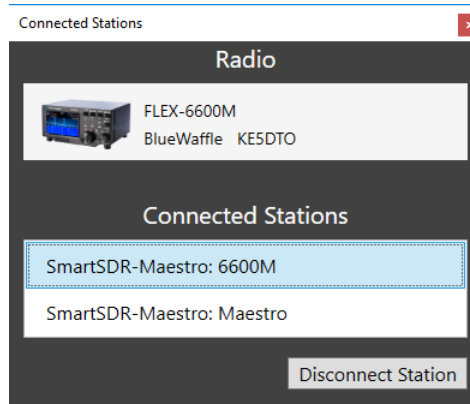 Connected Stations
Radio
FLEX-6600M
BlueWaffle KE5DTO
Connected Stations
SmartSDR-Maestro: 6600M
SmartSDR-Maestro: Maestro
Disconnect Station